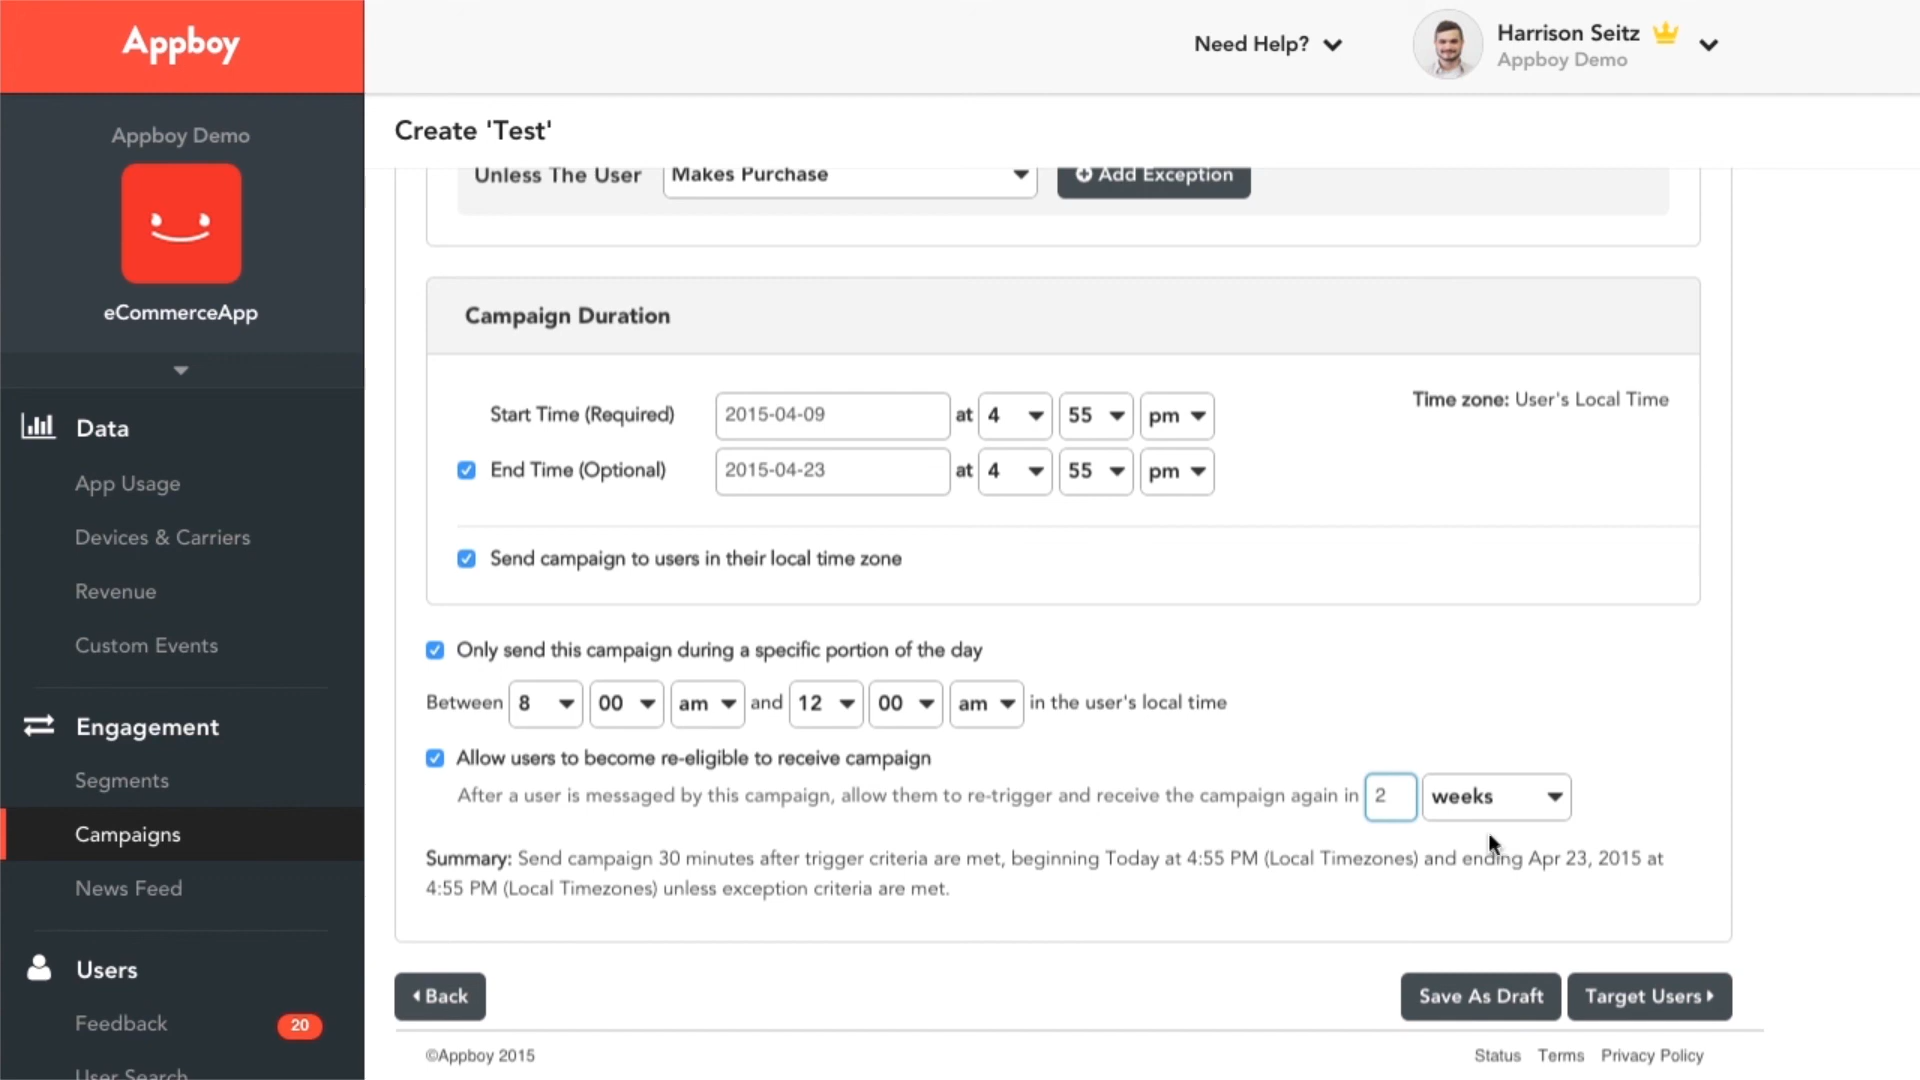 Appboy
Need Help?
Harrison Seitz
Appboy Demo
Appboy Demo
eCommerceApp
Data
App Usage
Devices & Carriers
Revenue
Custom Events
Engagement
Segments
Campaigns
News Feed
Users
Feedback 20
User Search
Create 'Test'
Unless The User Makes Purchase Add Exception
Campaign Duration
Start Time (Required) 2015-04-09 at 4 55 pm Time zone: User's Local Time
End Time (Optional) 2015-04-23 at 4 55 pm
Send campaign to users in their local time zone
Only send this campaign during a specific portion of the day
Between 8 00 am and 12 00 am in the user's local time
Allow users to become re-eligible to receive campaign
After a user is messaged by this campaign, allow them to re-trigger and receive the campaign again in 2 weeks
Summary: Send campaign 30 minutes after trigger criteria are met, beginning Today at 4:55 PM (Local Timezones) and ending Apr 23, 2015 at
4:55 PM (Local Timezones) unless exception criteria are met.
Back Save As Draft Target Users
©Appboy 2015 Status Terms Privacy Policy